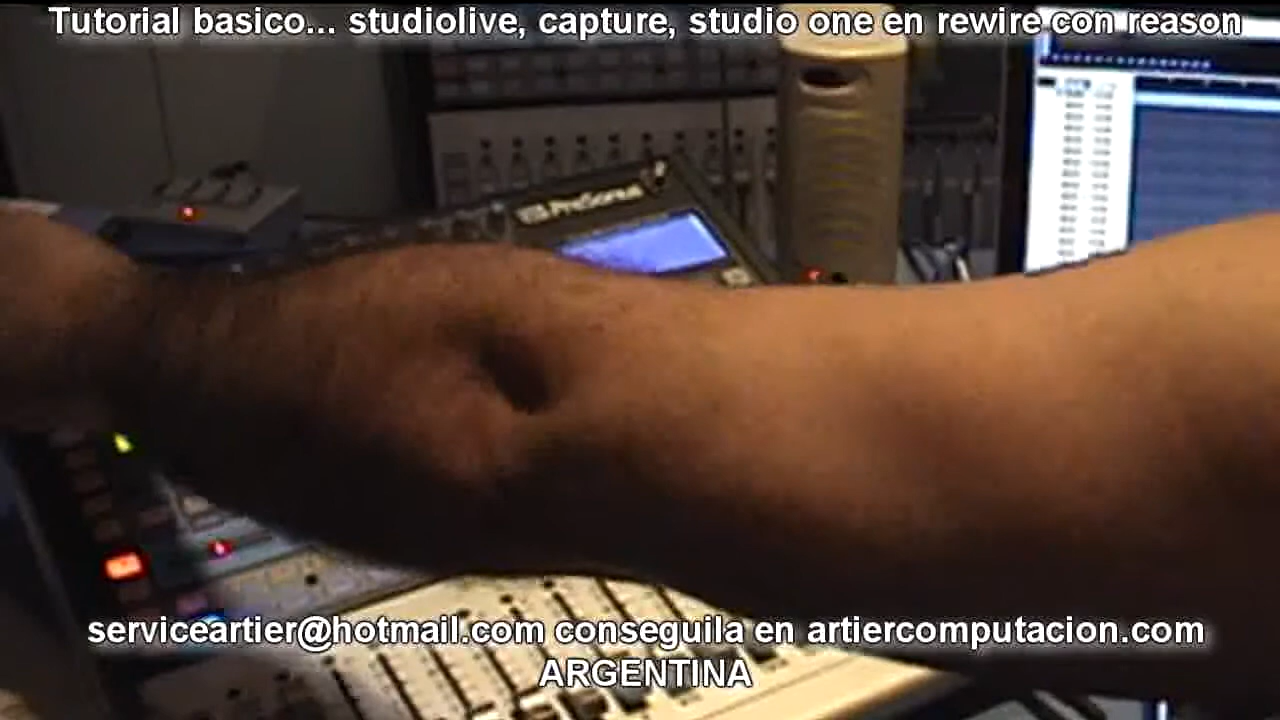 Tutorial basico... studiolive, capture, studio one en rewire con reason
PreSonus
serviceartier@hotmail.com conseguila en artiercomputacion.com
ARGENTINA